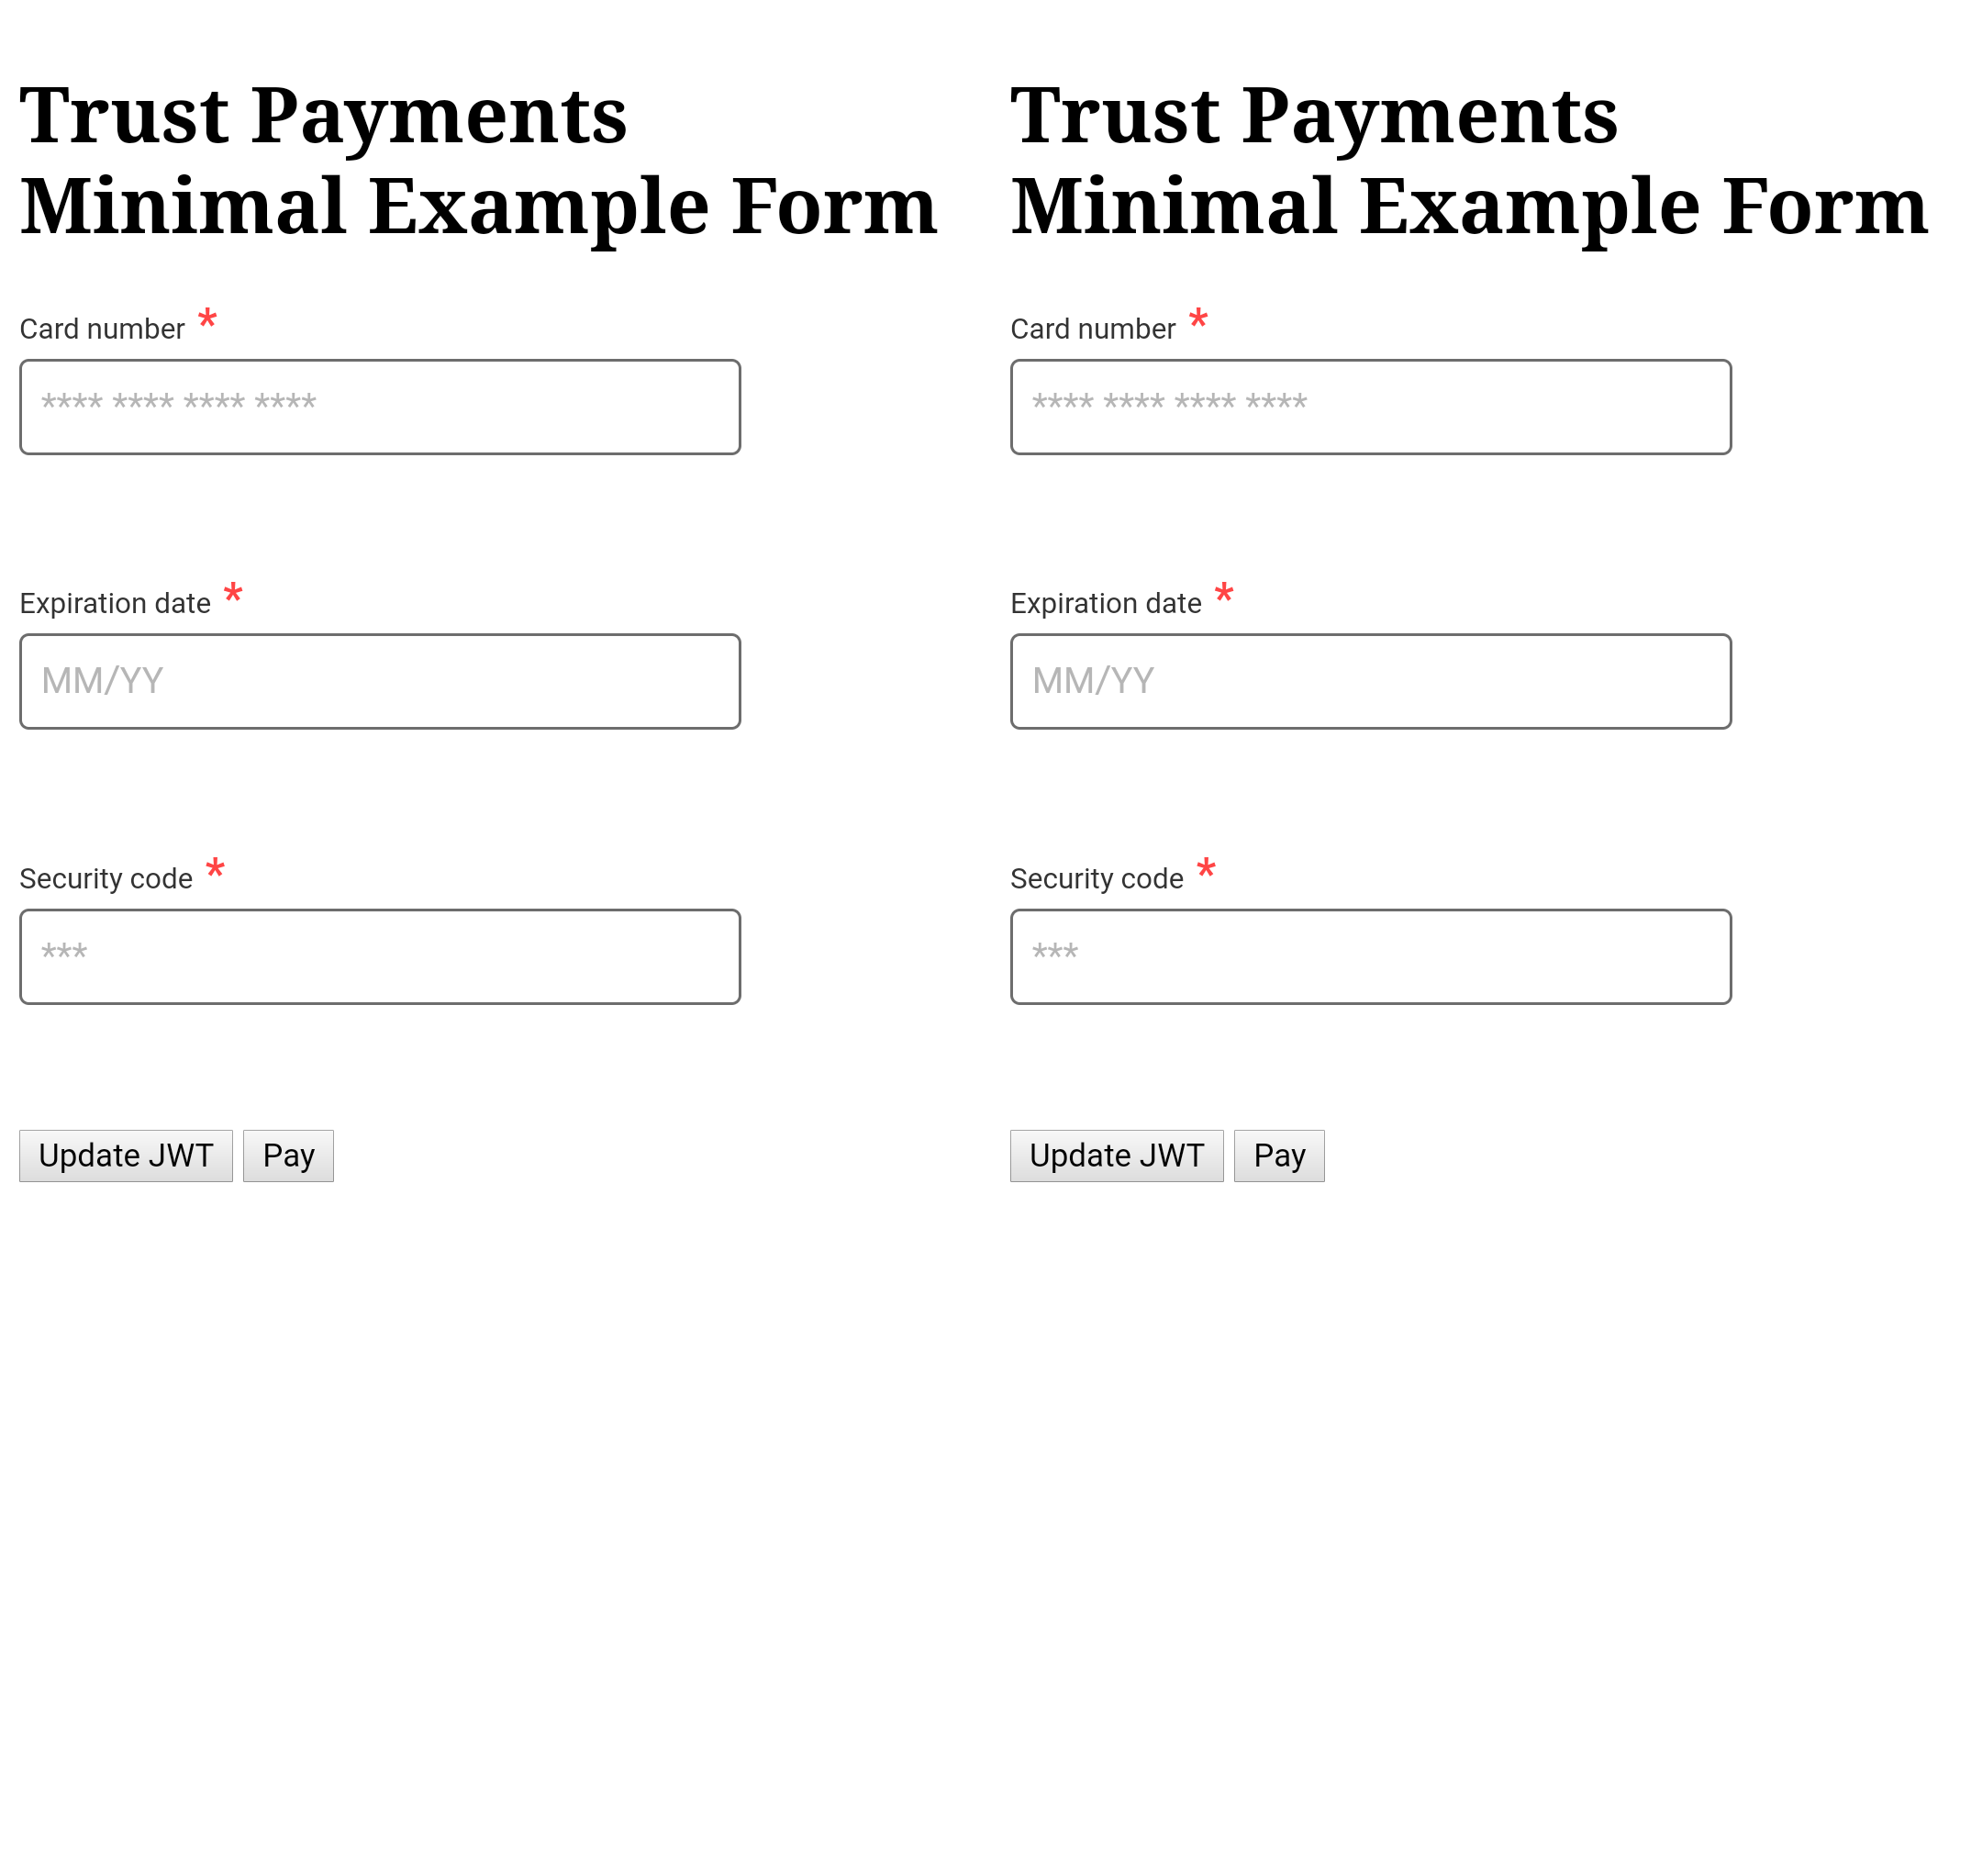 Trust Payments
Minimal Example Form
Card number *
**** **** **** ****
Expiration date *
MM/YY
Security code *
***
Update JWT Pay
Trust Payments
Minimal Example Form
Card number *
**** **** **** ****
Expiration date *
MM/YY
Security code *
***
Update JWT Pay